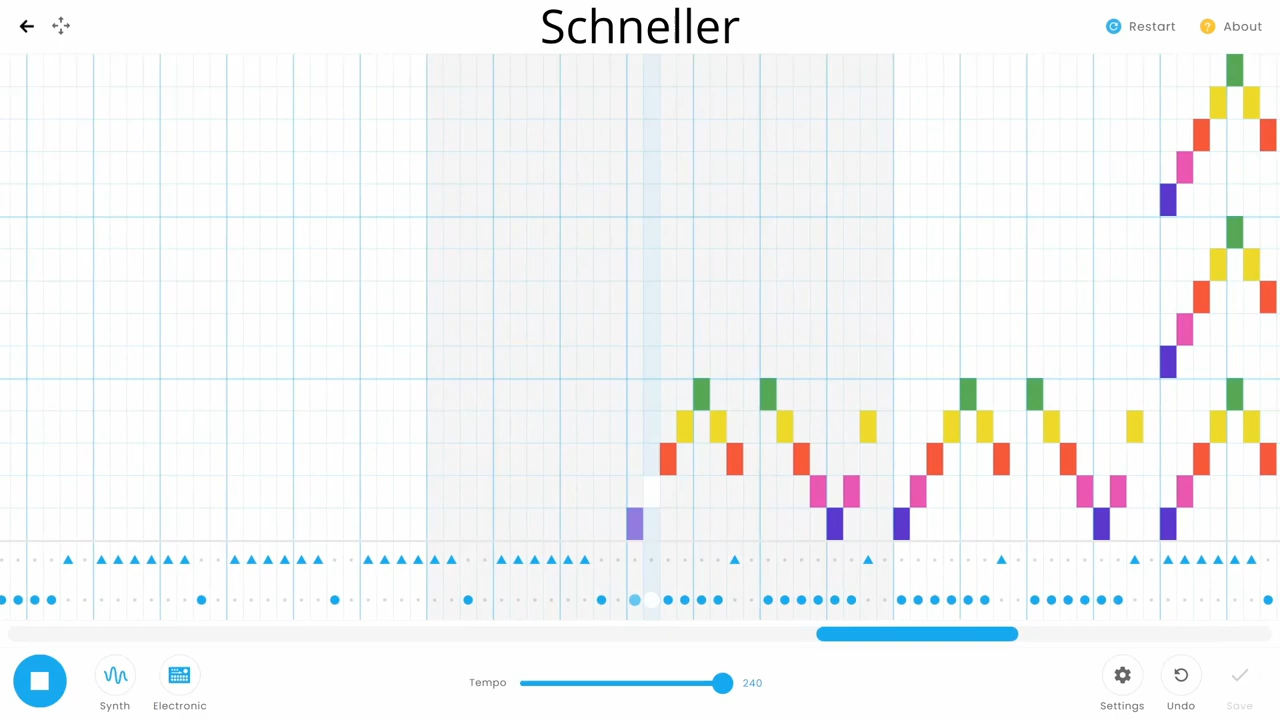 Schneller
Restart
? About
Tempo
240
Synth
Electronic
Settings
Undo
Save